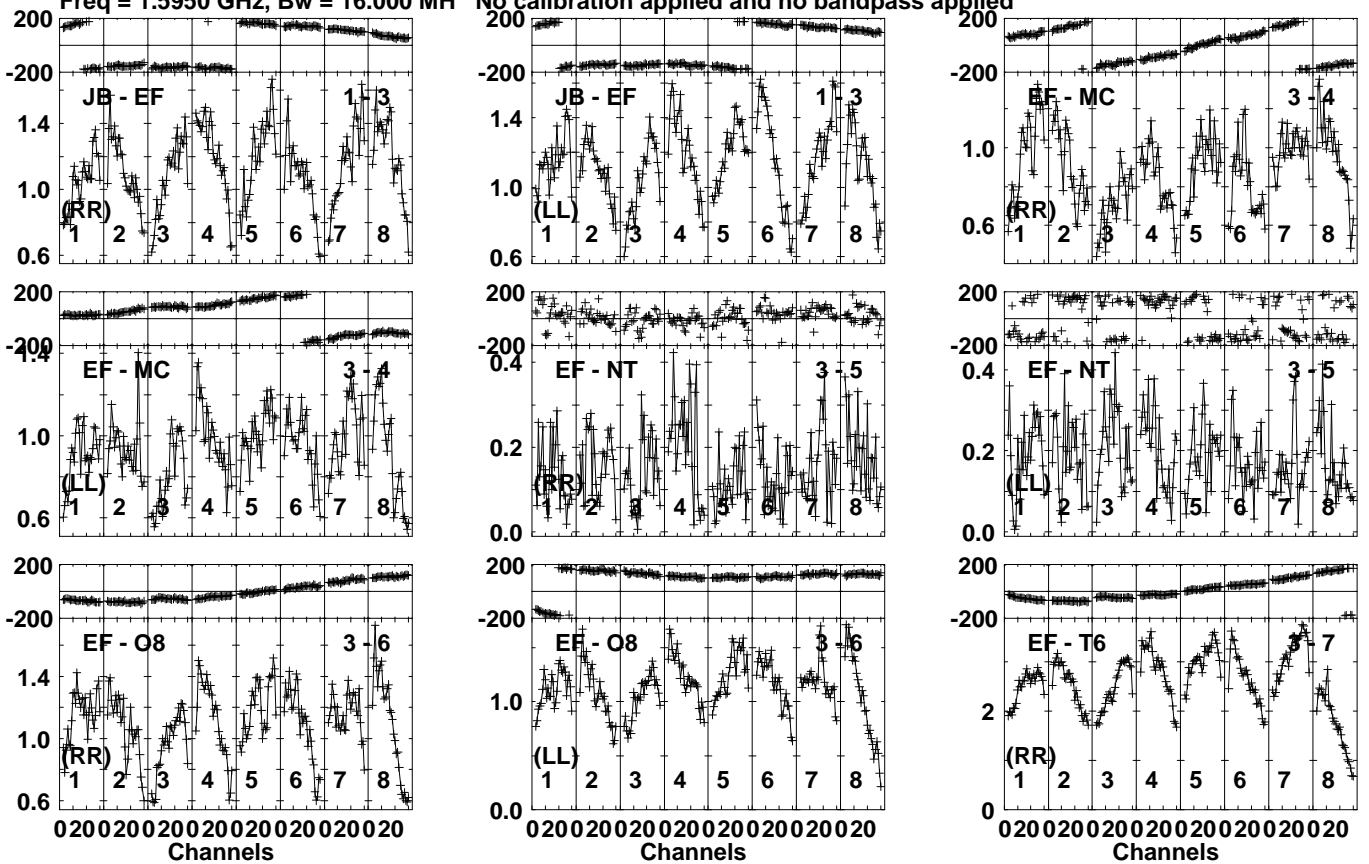 Freq = 1.5950 GHz, Bw = 16.000 MH No calibration applied and no bandpass applied
200 -200 JB - EF 1 - 3 1.4 1.0 0.6 (RR) 1 2 3 4 5 6 7 8
200 -200 JB - EF 1 - 3 1.4 1.0 0.6 (LL) 1 2 3 4 5 6 7 8
200 -200 EF - MC 3 - 4 1.0 0.6 (RR) 1 2 3 4 5 6 7 8
200 -200 1.4 EF - MC 3 - 4 1.0 0.6 (LL) 1 2 3 4 5 6 7 8
200 -200 0.4 EF - NT 3 - 5 0.2 0.0 (RR) 1 2 3 4 5 6 7 8
200 -200 0.4 EF - NT 3 - 5 0.2 0.0 (LL) 1 2 3 4 5 6 7 8
200 -200 EF - O8 3 - 6 1.4 1.0 0.6 (RR) 1 2 3 4 5 6 7 8
200 -200 EF - O8 3 - 6 1.0 0.0 (LL) 1 2 3 4 5 6 7 8
200 -200 EF - T6 3 - 7 2 0 (RR) 1 2 3 4 5 6 7 8
0 20 0 20 0 20 0 20 0 20 0 20 0 20 0 20 0 20 0 20 0 20 0 20 0 20 0 20 0 20 0 20 0 20 0 20 0 20 0 20 0 20 0 20 0 20 0 20
Channels Channels Channels